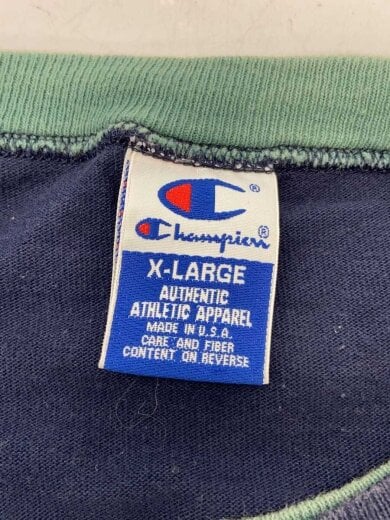 ®
Champion®
X-LARGE
AUTHENTIC
ATHLETIC APPAREL
MADE IN U.S.A.
CARE AND FIBER
CONTENT ON REVERSE